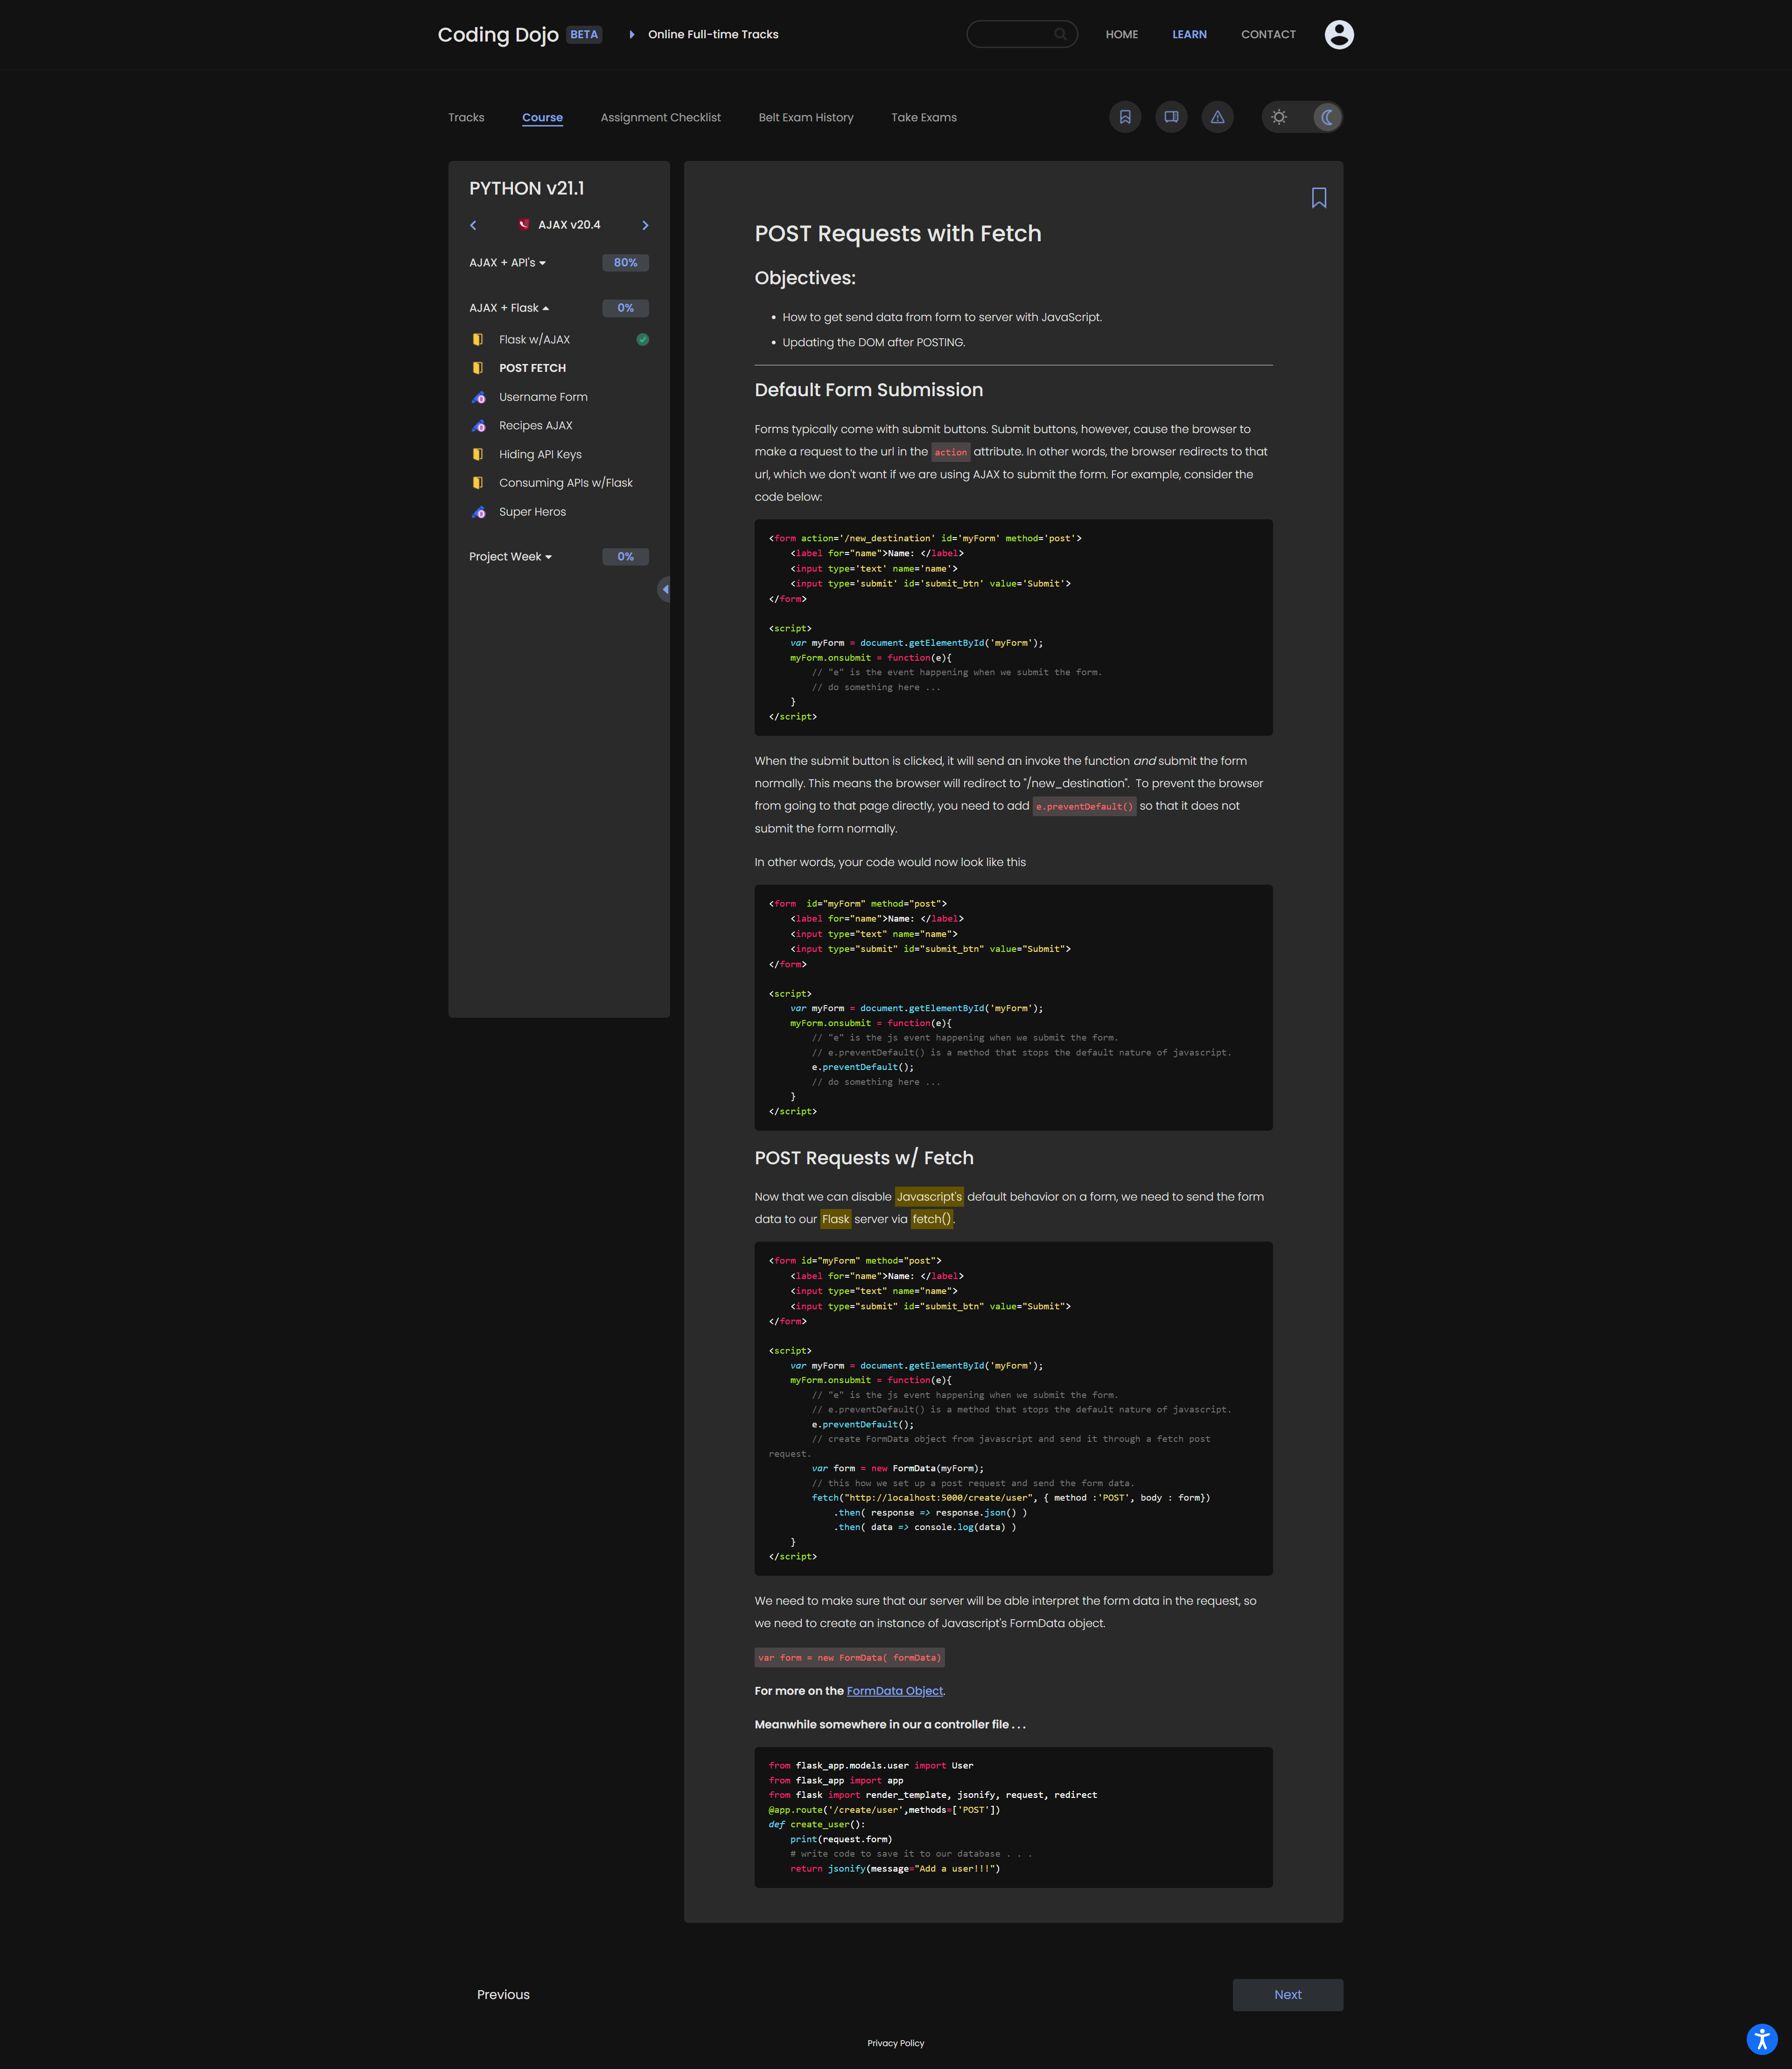 Coding Dojo BETA Online Full-time Tracks HOME LEARN CONTACT
Tracks Course Assignment Checklist Belt Exam History Take Exams
PYTHON v21.1
AJAX v20.4
AJAX + API's 80%
AJAX + Flask 0%
Flask w/AJAX
POST FETCH
Username Form
Recipes AJAX
Hiding API Keys
Consuming APIs w/Flask
Super Heros
Project Week 0%
POST Requests with Fetch
Objectives:
• How to get send data from form to server with JavaScript.
• Updating the DOM after POSTING.
Default Form Submission
Forms typically come with submit buttons. Submit buttons, however, cause the browser to
make a request to the url in the action attribute. In other words, the browser redirects to that
url, which we don't want if we are using AJAX to submit the form. For example, consider the
code below:
<form action='/new_destination' id='myForm' method='post'>
    <label for="name">Name: </label>
    <input type='text' name='name'>
    <input type='submit' id='submit_btn' value='Submit'>
</form>
<script>
    var myForm = document.getElementById('myForm');
    myForm.onsubmit = function(e){
        // "e" is the event happening when we submit the form.
        // do something here ...
    }
</script>
When the submit button is clicked, it will send an invoke the function and submit the form
normally. This means the browser will redirect to "/new_destination".  To prevent the browser
from going to that page directly, you need to add e.preventDefault() so that it does not
submit the form normally.
In other words, your code would now look like this
<form  id="myForm" method="post">
    <label for="name">Name: </label>
    <input type="text" name="name">
    <input type="submit" id="submit_btn" value="Submit">
</form>
<script>
    var myForm = document.getElementById('myForm');
    myForm.onsubmit = function(e){
        // "e" is the js event happening when we submit the form.
        // e.preventDefault() is a method that stops the default nature of javascript.
        e.preventDefault();
        // do something here ...
    }
</script>
POST Requests w/ Fetch
Now that we can disable Javascript's default behavior on a form, we need to send the form
data to our Flask server via fetch().
<form id="myForm" method="post">
    <label for="name">Name: </label>
    <input type="text" name="name">
    <input type="submit" id="submit_btn" value="Submit">
</form>
<script>
    var myForm = document.getElementById('myForm');
    myForm.onsubmit = function(e){
        // "e" is the js event happening when we submit the form.
        // e.preventDefault() is a method that stops the default nature of javascript.
        e.preventDefault();
        // create FormData object from javascript and send it through a fetch post
request.
        var form = new FormData(myForm);
        // this how we set up a post request and send the form data.
        fetch("http://localhost:5000/create/user", { method :'POST', body : form})
            .then( response => response.json() )
            .then( data => console.log(data) )
    }
</script>
We need to make sure that our server will be able interpret the form data in the request, so
we need to create an instance of Javascript's FormData object.
var form = new FormData( formData)
For more on the FormData Object.
Meanwhile somewhere in our a controller file . . .
from flask_app.models.user import User
from flask_app import app
from flask import render_template, jsonify, request, redirect
@app.route('/create/user',methods=['POST'])
def create_user():
    print(request.form)
    # write code to save it to our database . . .
    return jsonify(message="Add a user!!!")
Previous Next
Privacy Policy